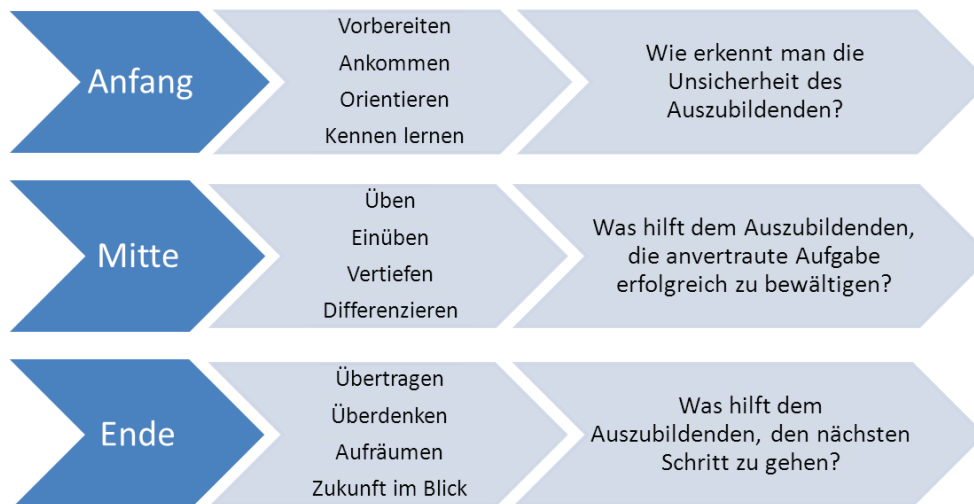 Anfang
Vorbereiten
Ankommen
Orientieren
Kennen lernen
Wie erkennt man die
Unsicherheit des
Auszubildenden?
Mitte
Üben
Einüben
Vertiefen
Differenzieren
Was hilft dem Auszubildenden,
die anvertraute Aufgabe
erfolgreich zu bewältigen?
Ende
Übertragen
Überdenken
Aufräumen
Zukunft im Blick
Was hilft dem
Auszubildenden, den nächsten
Schritt zu gehen?